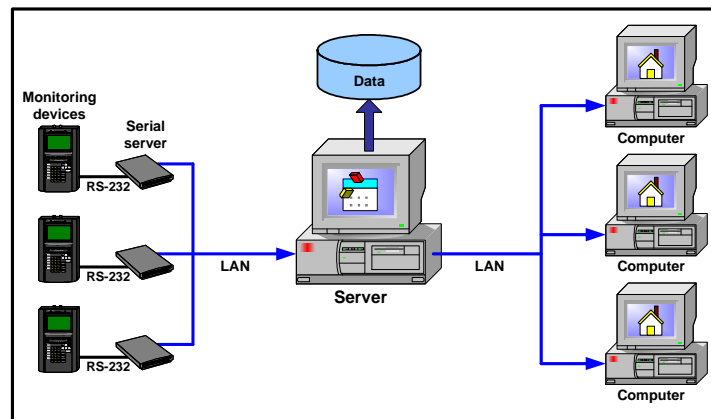 Data
Monitoring
devices
Serial
server
RS-232
RS-232
RS-232
LAN
Server
LAN
Computer
Computer
Computer